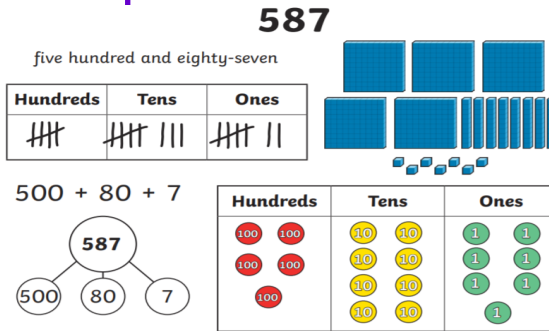 587
five hundred and eighty-seven
Hundreds Tens Ones
500 + 80 + 7
587
500 80 7
Hundreds Tens Ones
100 100 10 10 1 1
100 100 10 10 1 1
100 10 10 1 1
10 10 1